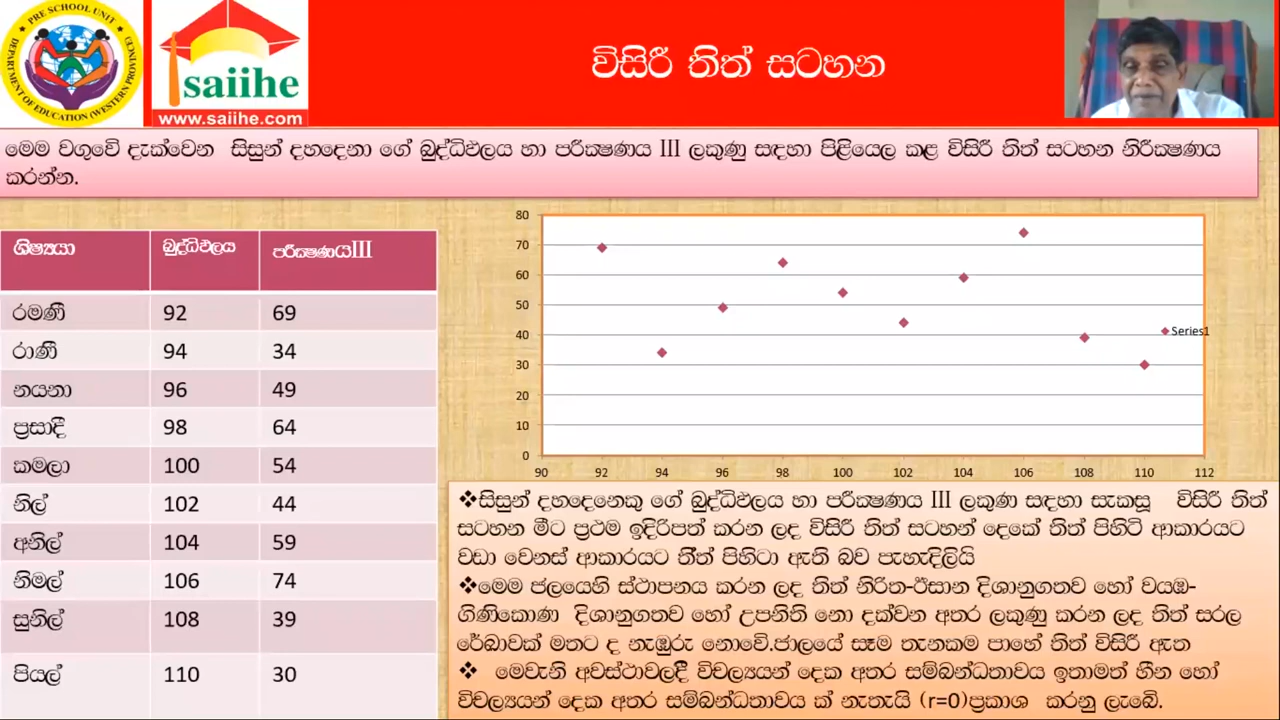 PRE SCHOOL UNIT
DEPARTMENT OF EDUCATION (WESTERN PROVINCE)
saiihe
www.saiihe.com
විසිරී තිත් සටහන
මෙම වගුවේ දැක්වෙන සිසුන් දහදෙනා ගේ බුද්ධිඵලය හා පරීක්ෂණය III ලකුණු සඳහා පිළියෙල කළ විසිරී තිත් සටහන නිරීක්ෂණය
කරන්න.
ශිෂ්‍යයා බුද්ධිඵලය පරීක්ෂණයIII
රමණී 92 69
රාණී 94 34
නයනා 96 49
ප්‍රසාදී 98 64
කමලා 100 54
නිල් 102 44
අනිල් 104 59
නිමල් 106 74
සුනිල් 108 39
පියල් 110 30
80
70
60
50
40
30
20
10
0
90 92 94 96 98 100 102 104 106 108 110 112
Series1
❖සිසුන් දහදෙනෙකු ගේ බුද්ධිඵලය හා පරීක්ෂණය III ලකුණ සඳහා සැකසූ විසිරී තිත්
සටහන මීට ප්‍රථම ඉදිරිපත් කරන ලද විසිරී තිත් සටහන් දෙකේ තිත් පිහිටි ආකාරයට
වඩා වෙනස් ආකාරයට තිත් පිහිටා ඇති බව පැහැදිලියි
❖මෙම ජලයෙහි ස්ථාපනය කරන ලද තිත් නිරිත-ඊසාන දිශානුගතව හෝ වයඹ-
ගිණිකොණ දිශානුගතව හෝ උපනිති නො දක්වන අතර ලකුණු කරන ලද තිත් සරල
රේඛාවක් මතට ද නැඹුරු නොවේ.ජාලයේ සෑම තැනකම පාහේ තිත් විසිරී ඇත
❖ මෙවැනි අවස්ථාවලදී විචල්‍යයන් දෙක අතර සම්බන්ධතාවය ඉතාමත් හීන හෝ
විචල්‍යයන් දෙක අතර සම්බන්ධතාවය ක් නැතැයි (r=0)ප්‍රකාශ කරනු ලැබේ.